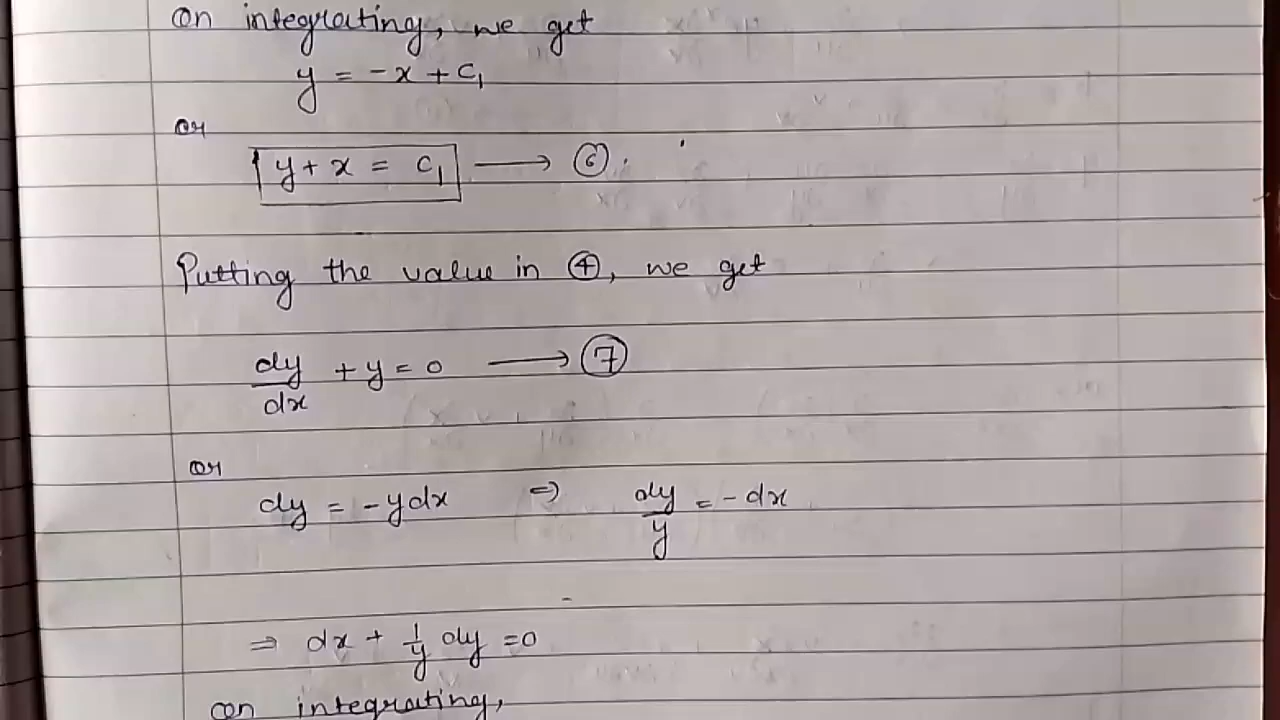 on integrating, we get
y = -x + c₁
or
y + x = c₁ ⟶ ⑥.
Putting the value in ④, we get
dy/dx + y = 0 ⟶ ⑦
or
dy = -y dx ⇒ dy/y = -dx
⇒ dx + 1/y dy = 0
on integrating,